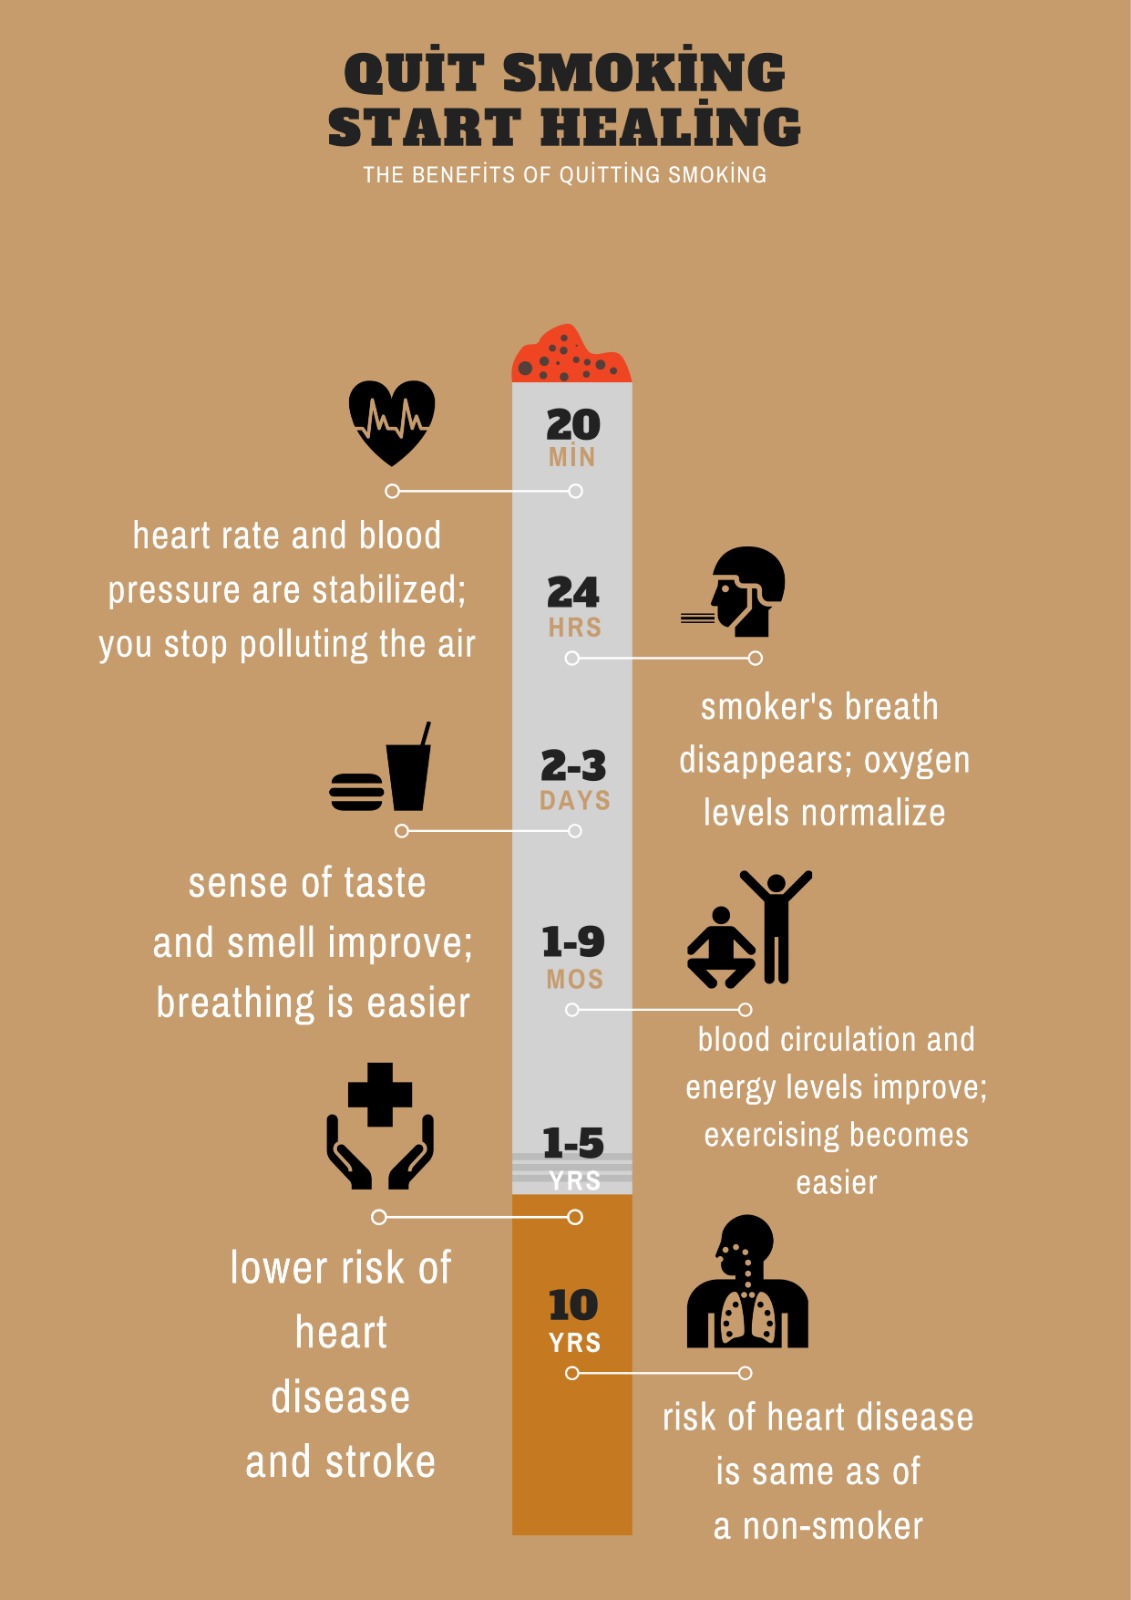 QUİT SMOKİNG
START HEALİNG
THE BENEFİTS OF QUİTTİNG SMOKİNG
20
MİN
heart rate and blood
pressure are stabilized;
you stop polluting the air
24
HRS
smoker's breath
disappears; oxygen
levels normalize
2-3
DAYS
sense of taste
and smell improve;
breathing is easier
1-9
MOS
blood circulation and
energy levels improve;
exercising becomes
easier
1-5
YRS
lower risk of
heart
disease
and stroke
10
YRS
risk of heart disease
is same as of
a non-smoker